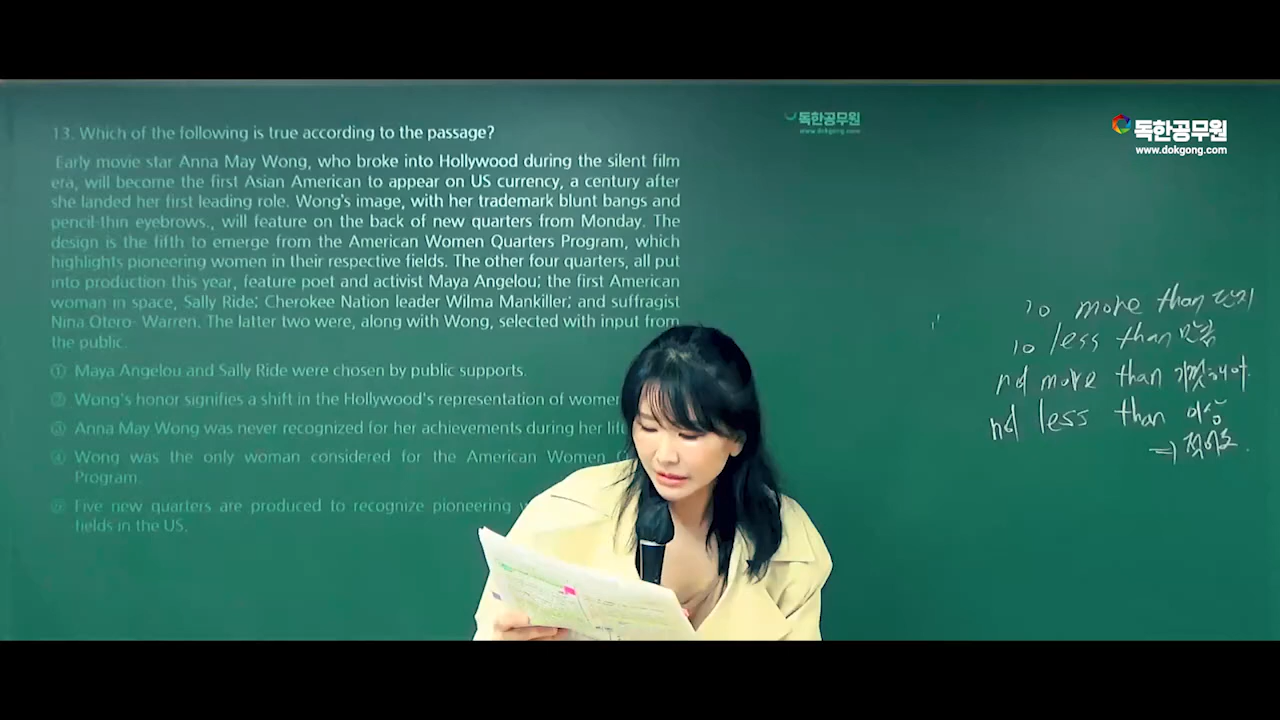 13. Which of the following is true according to the passage?
Early movie star Anna May Wong, who broke into Hollywood during the silent film
era, will become the first Asian American to appear on US currency, a century after
she landed her first leading role. Wong's image, with her trademark blunt bangs and
pencil-thin eyebrows., will feature on the back of new quarters from Monday. The
design is the fifth to emerge from the American Women Quarters Program, which
highlights pioneering women in their respective fields. The other four quarters, all put
into production this year, feature poet and activist Maya Angelou; the first American
woman in space, Sally Ride; Cherokee Nation leader Wilma Mankiller; and suffragist
Nina Otero- Warren. The latter two were, along with Wong, selected with input from
the public.
① Maya Angelou and Sally Ride were chosen by public supports.
② Wong's honor signifies a shift in the Hollywood's representation of women
③ Anna May Wong was never recognized for her achievements during her
④ Wong was the only woman considered for the American Women
Program.
⑤ Five new quarters are produced to recognize pioneering
fields in the US.
독한공무원
www.dokgong.com
독한공무원
www.dokgong.com
more than 단지
less than 만큼
not more than 기껏해야
not less than 이상
→ 적어도